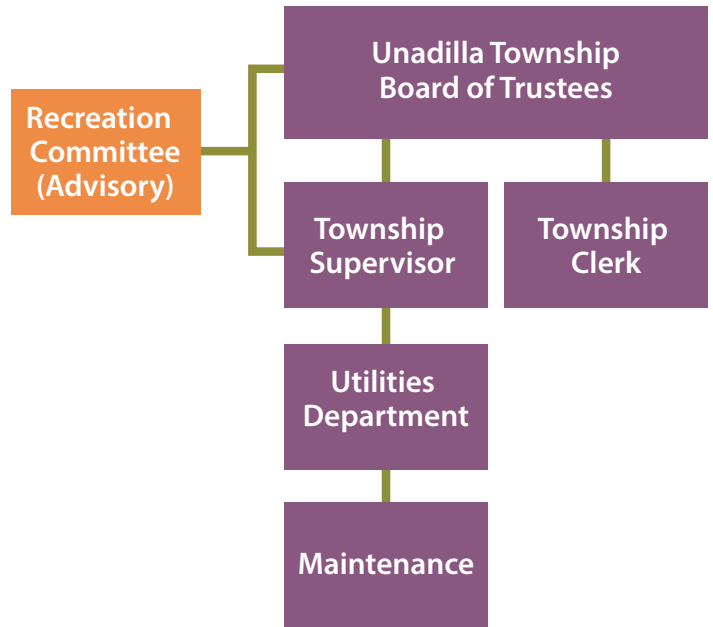 Unadilla Township
Board of Trustees
Recreation
Committee
(Advisory)
Township
Supervisor
Township
Clerk
Utilities
Department
Maintenance